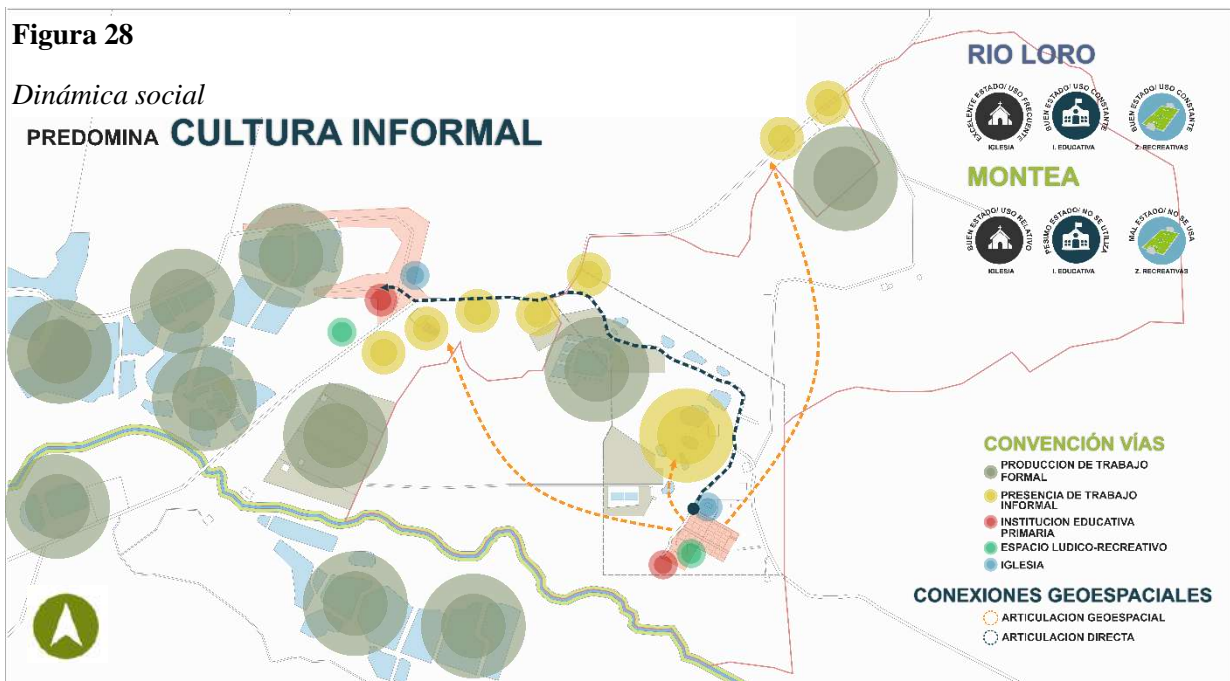 Figura 28
Dinámica social
PREDOMINA CULTURA INFORMAL
RIO LORO
EXCELENTE ESTADO/ USO FRECUENTE
IGLESIA
BUEN ESTADO/ USO CONSTANTE
I. EDUCATIVA
BUEN ESTADO/ USO CONSTANTE
Z. RECREATIVAS
MONTEA
BUEN ESTADO/ USO RELATIVO
IGLESIA
PESIMO ESTADO/ NO SE UTILIZA
I. EDUCATIVA
MAL ESTADO/ NO SE USA
Z. RECREATIVAS
CONVENCIÓN VÍAS
PRODUCCION DE TRABAJO
FORMAL
PRESENCIA DE TRABAJO
INFORMAL
INSTITUCION EDUCATIVA
PRIMARIA
ESPACIO LUDICO-RECREATIVO
IGLESIA
CONEXIONES GEOESPACIALES
ARTICULACION GEOESPACIAL
ARTICULACION DIRECTA